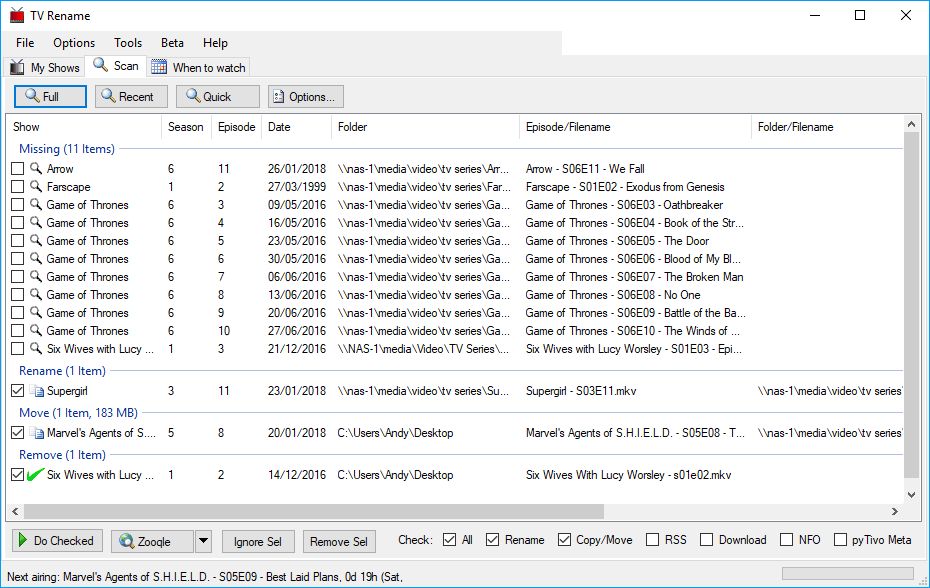 TV Rename
File Options Tools Beta Help
My Shows Scan When to watch
Full Recent Quick Options...
Show Season Episode Date Folder Episode/Filename Folder/Filename
Missing (11 Items)
Arrow 6 11 26/01/2018 \\nas-1\media\video\tv series\Arr... Arrow - S06E11 - We Fall
Farscape 1 2 27/03/1999 \\nas-1\media\video\tv series\Far... Farscape - S01E02 - Exodus from Genesis
Game of Thrones 6 3 09/05/2016 \\nas-1\media\video\tv series\Ga... Game of Thrones - S06E03 - Oathbreaker
Game of Thrones 6 4 16/05/2016 \\nas-1\media\video\tv series\Ga... Game of Thrones - S06E04 - Book of the Str...
Game of Thrones 6 5 23/05/2016 \\nas-1\media\video\tv series\Ga... Game of Thrones - S06E05 - The Door
Game of Thrones 6 6 30/05/2016 \\nas-1\media\video\tv series\Ga... Game of Thrones - S06E06 - Blood of My Bl...
Game of Thrones 6 7 06/06/2016 \\nas-1\media\video\tv series\Ga... Game of Thrones - S06E07 - The Broken Man
Game of Thrones 6 8 13/06/2016 \\nas-1\media\video\tv series\Ga... Game of Thrones - S06E08 - No One
Game of Thrones 6 9 20/06/2016 \\nas-1\media\video\tv series\Ga... Game of Thrones - S06E09 - Battle of the Ba...
Game of Thrones 6 10 27/06/2016 \\nas-1\media\video\tv series\Ga... Game of Thrones - S06E10 - The Winds of ...
Six Wives with Lucy ... 1 3 21/12/2016 \\NAS-1\media\Video\TV Series\... Six Wives with Lucy Worsley - S01E03 - Epi...
Rename (1 Item)
Supergirl 3 11 23/01/2018 \\nas-1\media\video\tv series\Su... Supergirl - S03E11.mkv \\nas-1\media\video\tv series\
Move (1 Item, 183 MB)
Marvel's Agents of S.... 5 8 20/01/2018 C:\Users\Andy\Desktop Marvel's Agents of S.H.I.E.L.D. - S05E08 - T... \\nas-1\media\video\tv series\
Remove (1 Item)
Six Wives with Lucy ... 1 2 14/12/2016 C:\Users\Andy\Desktop Six Wives With Lucy Worsley - s01e02.mkv
Do Checked Zooqle Ignore Sel Remove Sel Check: All Rename Copy/Move RSS Download NFO pyTivo Meta
Next airing: Marvel's Agents of S.H.I.E.L.D. - S05E09 - Best Laid Plans, 0d 19h (Sat,